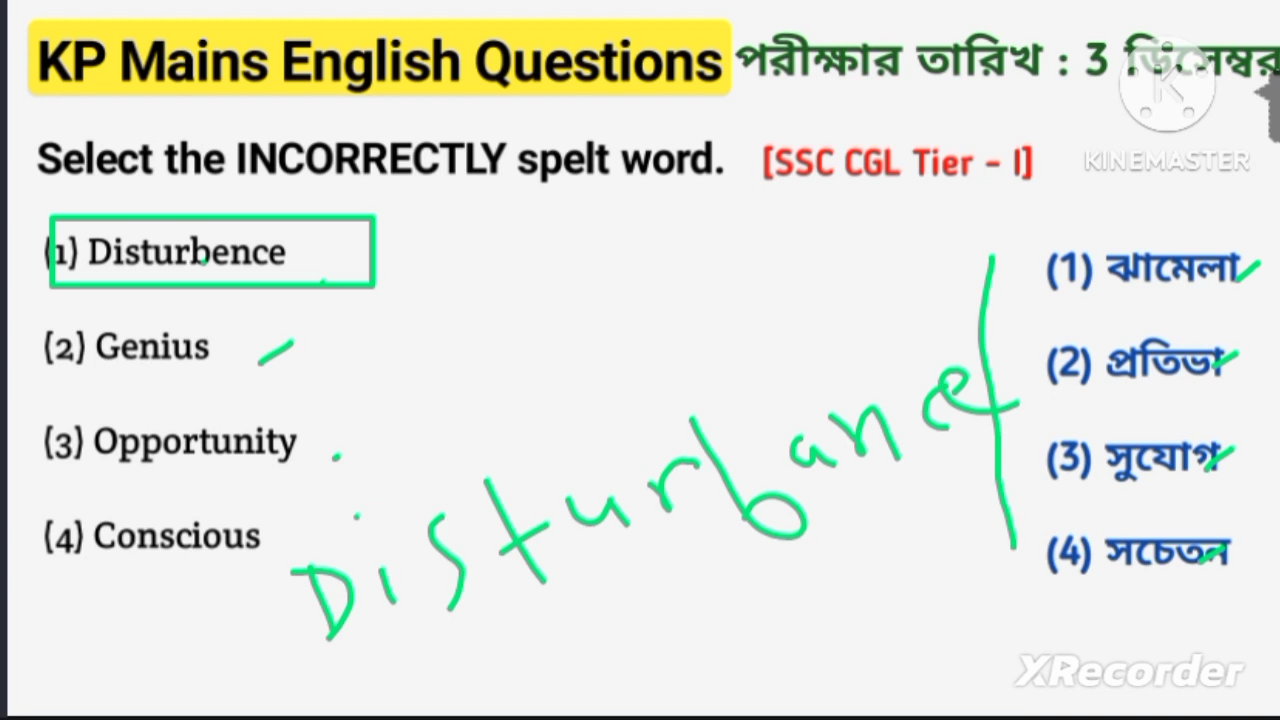 KP Mains English Questions পরীক্ষার তারিখ : 3 ডিসেম্বর
KINEMASTER
Select the INCORRECTLY spelt word. [SSC CGL Tier – I]
(1) Disturbence
(2) Genius
(3) Opportunity
(4) Conscious
Disturbance
(1) ঝামেলা
(2) প্রতিভা
(3) সুযোগ
(4) সচেতন
XRecorder